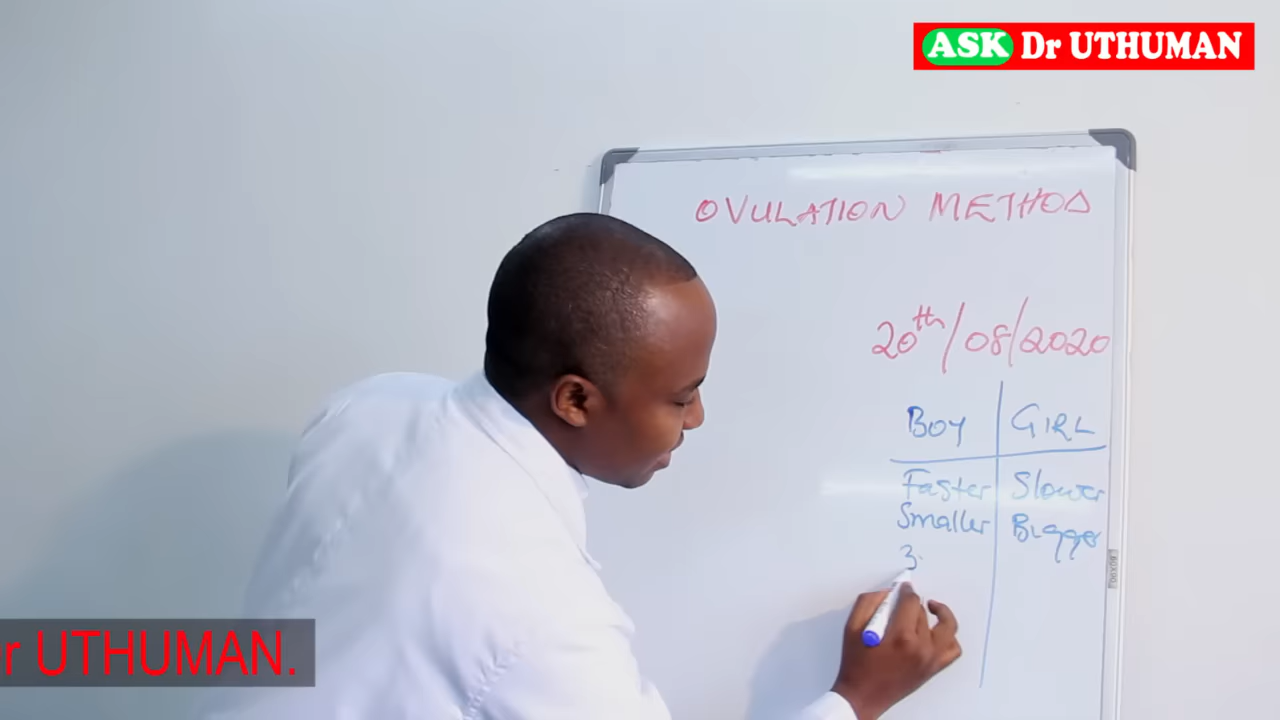 ASK Dr UTHUMAN
OVULATION METHOD
20th/08/2020
BOY GIRL
Faster Slower
Smaller Bigger
3
r UTHUMAN.